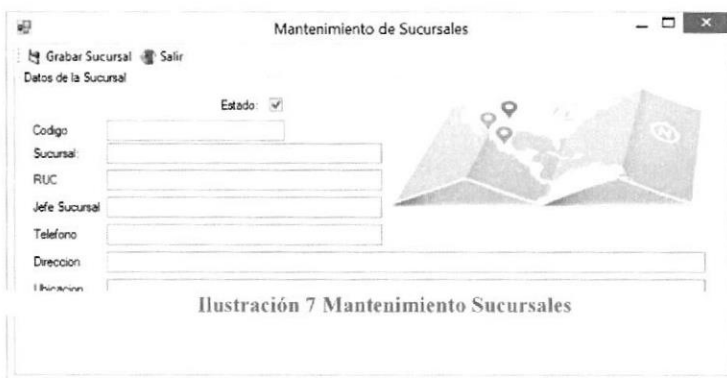 Mantenimiento de Sucursales
Grabar Sucursal Salir
Datos de la Sucursal
Estado:
Codigo
Sucursal:
RUC
Jefe Sucursal
Telefono
Direccion
Ubicacion
Ilustración 7 Mantenimiento Sucursales